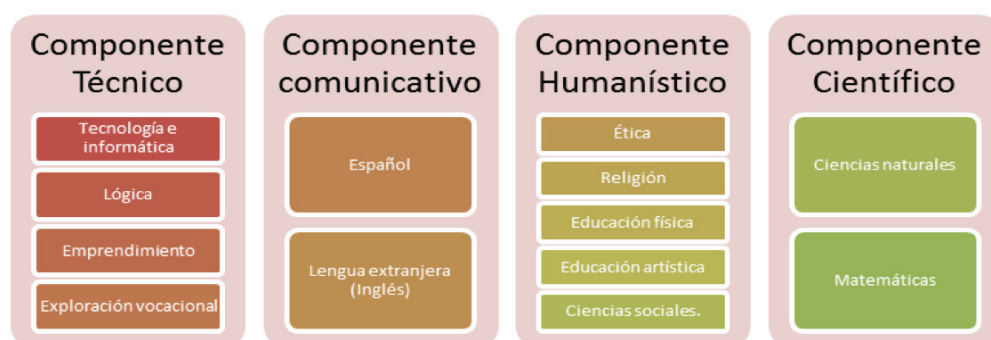 Componente
Técnico
Tecnología e
informática
Lógica
Emprendimiento
Exploración vocacional
Componente
comunicativo
Español
Lengua extranjera
(Inglés)
Componente
Humanístico
Ética
Religión
Educación física
Educación artística
Ciencias sociales.
Componente
Científico
Ciencias naturales
Matemáticas